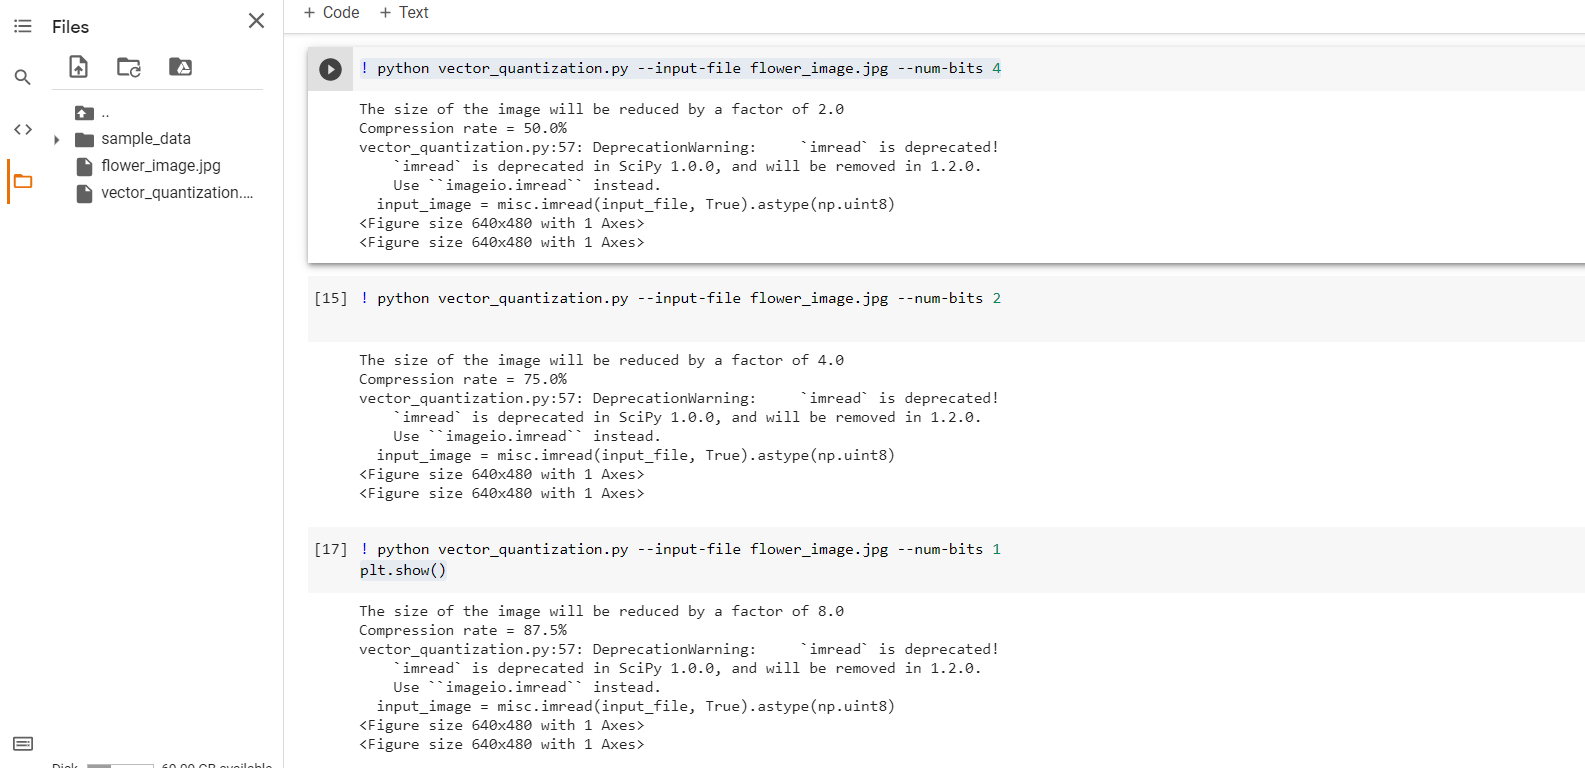 Files
..
sample_data
flower_image.jpg
vector_quantization....
Disk
69.90 GB available
+ Code + Text
! python vector_quantization.py --input-file flower_image.jpg --num-bits 4
The size of the image will be reduced by a factor of 2.0
Compression rate = 50.0%
vector_quantization.py:57: DeprecationWarning:     `imread` is deprecated!
    `imread` is deprecated in SciPy 1.0.0, and will be removed in 1.2.0.
    Use ``imageio.imread`` instead.
  input_image = misc.imread(input_file, True).astype(np.uint8)
<Figure size 640x480 with 1 Axes>
<Figure size 640x480 with 1 Axes>
[15] ! python vector_quantization.py --input-file flower_image.jpg --num-bits 2
The size of the image will be reduced by a factor of 4.0
Compression rate = 75.0%
vector_quantization.py:57: DeprecationWarning:     `imread` is deprecated!
    `imread` is deprecated in SciPy 1.0.0, and will be removed in 1.2.0.
    Use ``imageio.imread`` instead.
  input_image = misc.imread(input_file, True).astype(np.uint8)
<Figure size 640x480 with 1 Axes>
<Figure size 640x480 with 1 Axes>
[17] ! python vector_quantization.py --input-file flower_image.jpg --num-bits 1
plt.show()
The size of the image will be reduced by a factor of 8.0
Compression rate = 87.5%
vector_quantization.py:57: DeprecationWarning:     `imread` is deprecated!
    `imread` is deprecated in SciPy 1.0.0, and will be removed in 1.2.0.
    Use ``imageio.imread`` instead.
  input_image = misc.imread(input_file, True).astype(np.uint8)
<Figure size 640x480 with 1 Axes>
<Figure size 640x480 with 1 Axes>